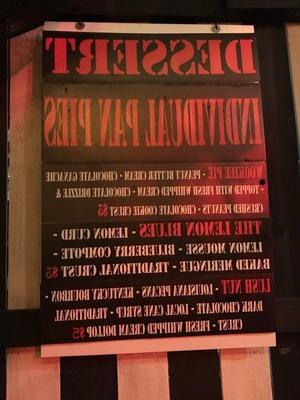 DESSERT
INDIVIDUAL PAN PIES
WOOKIEE PIE - PEANUT BUTTER CREAM - CHOCOLATE GANACHE
- TOPPED WITH FRESH WHIPPED CREAM - CHOCOLATE DRIZZLE &
CRUSHED PEANUTS - CHOCOLATE COOKIE CRUST $5
THE LEMON BLUES - LEMON CURD -
LEMON MOUSSE - BLUEBERRY COMPOTE -
BAKED MERINGUE - TRADITIONAL CRUST $5
LUSH NUT - LOUISIANA PECANS - KENTUCKY BOURBON
DARK CHOCOLATE - LOCAL CANE SYRUP - TRADITIONAL
CRUST - FRESH WHIPPED CREAM DOLLOP $5